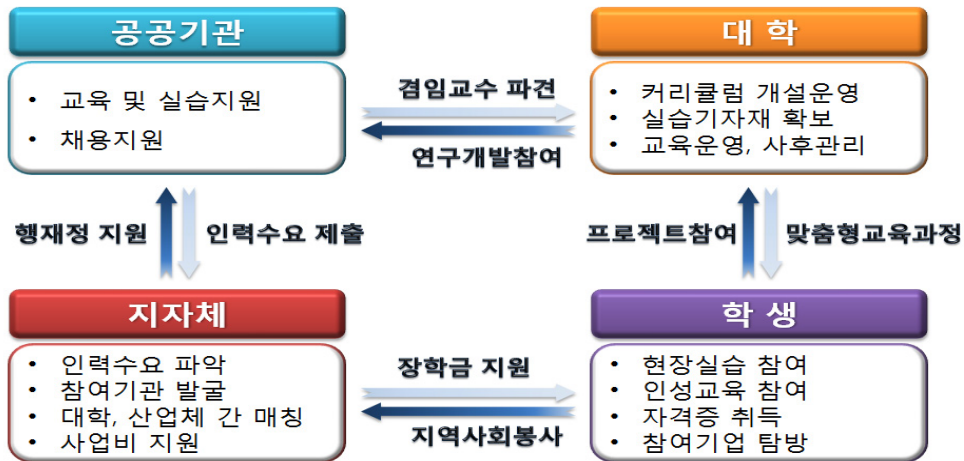 공공기관
• 교육 및 실습지원
• 채용지원
겸임교수 파견
연구개발참여
대 학
• 커리큘럼 개설운영
• 실습기자재 확보
• 교육운영, 사후관리
행재정 지원
인력수요 제출
프로젝트참여
맞춤형교육과정
지자체
• 인력수요 파악
• 참여기관 발굴
• 대학, 산업체 간 매칭
• 사업비 지원
장학금 지원
지역사회봉사
학 생
• 현장실습 참여
• 인성교육 참여
• 자격증 취득
• 참여기업 탐방